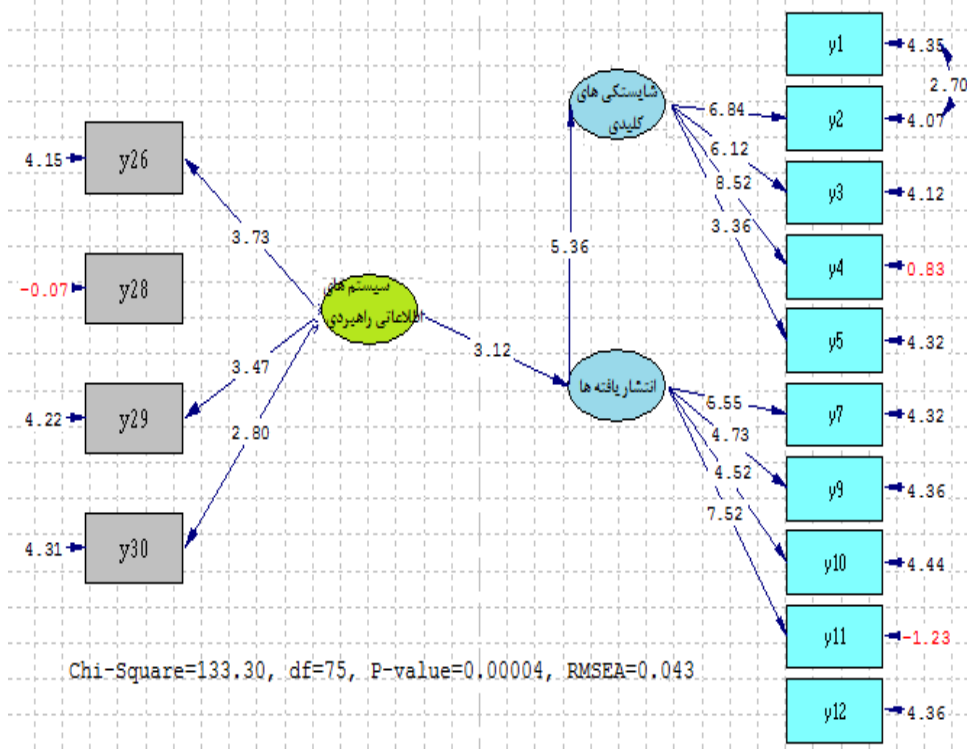 y26
y28
y29
y30
4.15
-0.07
4.22
4.31
3.73
3.47
2.80
سیستم های
اطلاعاتی راهبردی
3.12
5.36
شایستکی های
کلیدی
انتشار یافته ها
6.84
6.12
8.52
3.36
4.73
4.52
7.52
y1
y2
y3
y4
y5
y7
y9
y10
y11
y12
4.35
2.70
4.07
4.12
0.83
4.32
4.32
4.36
4.44
-1.23
4.36
Chi-Square=133.30, df=75, P-value=0.00004, RMSEA=0.043